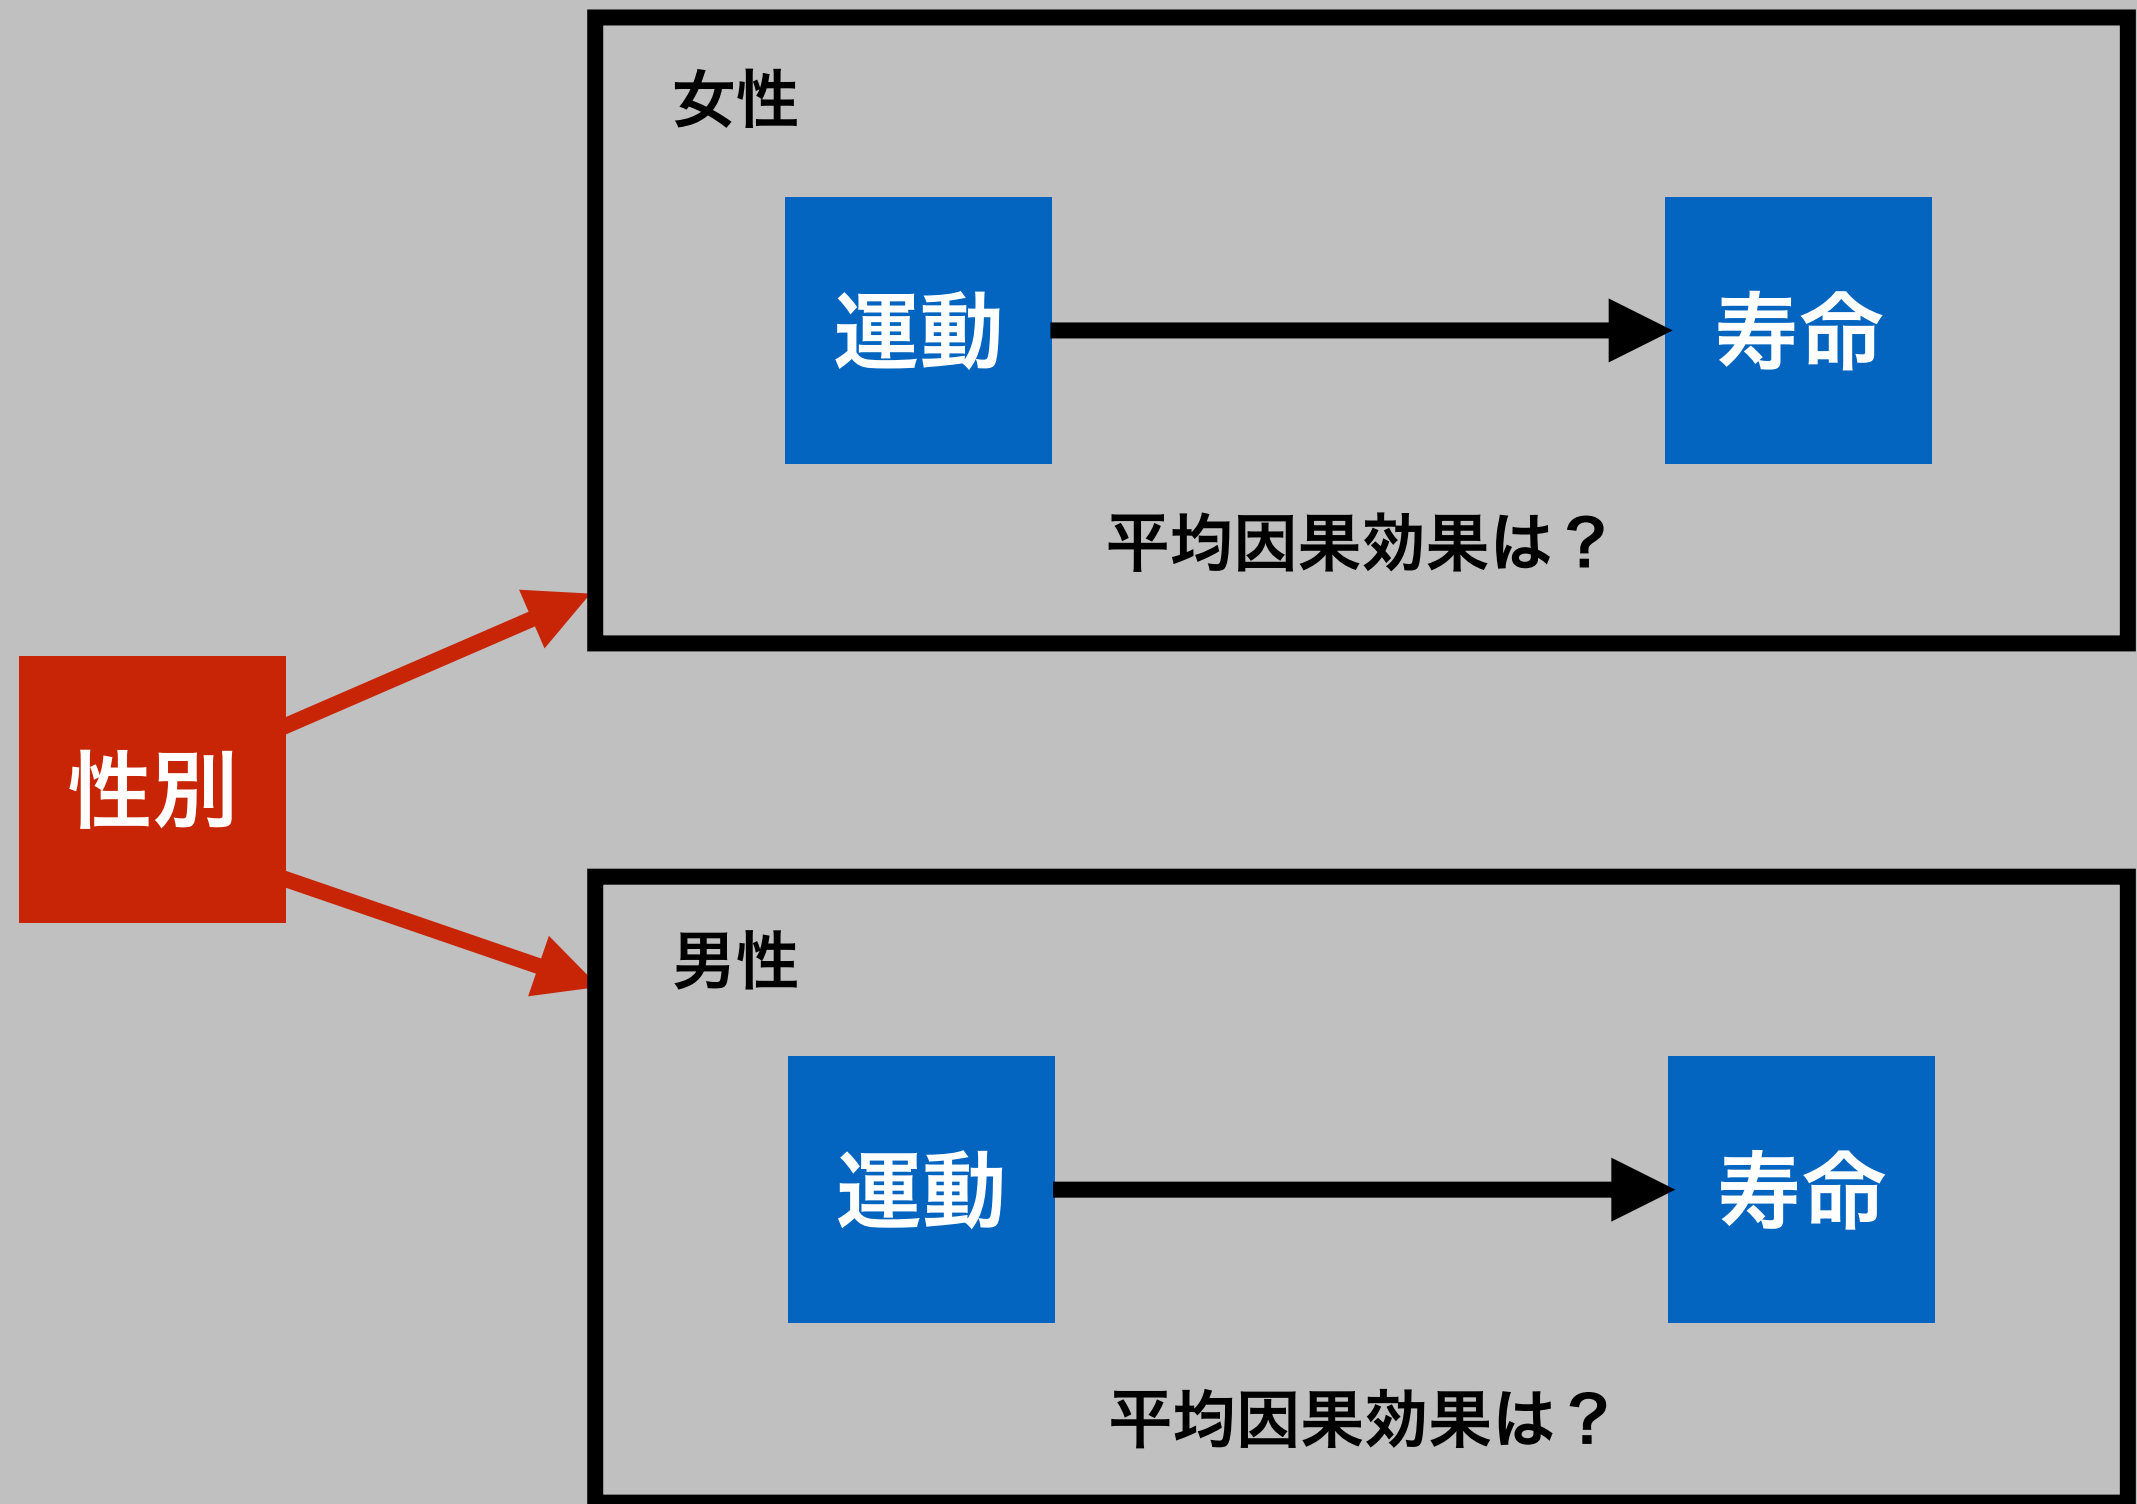 女性
運動
寿命
平均因果効果は？
性別
男性
運動
寿命
平均因果効果は？